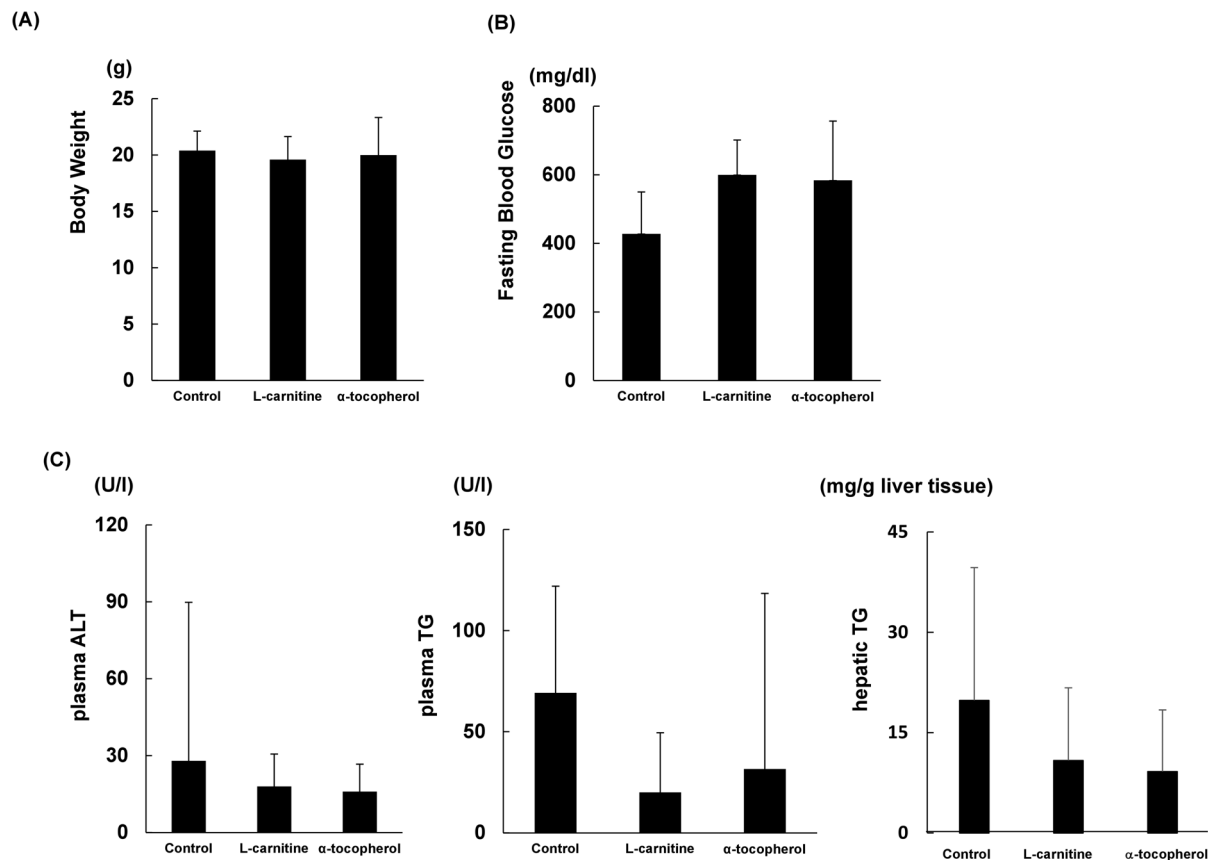 (A)
(g)
Body Weight
25
20
15
20
15
10
5
0
Control L-carnitine α-tocopherol
(B)
(mg/dl)
Fasting Blood Glucose
800
600
400
200
0
Control L-carnitine α-tocopherol
(C)
(U/l)
plasma ALT
120
90
60
30
0
Control L-carnitine α-tocopherol
(U/l)
plasma TG
150
100
50
0
Control L-carnitine α-tocopherol
(mg/g liver tissue)
hepatic TG
45
30
15
0
Control L-carnitine α-tocopherol